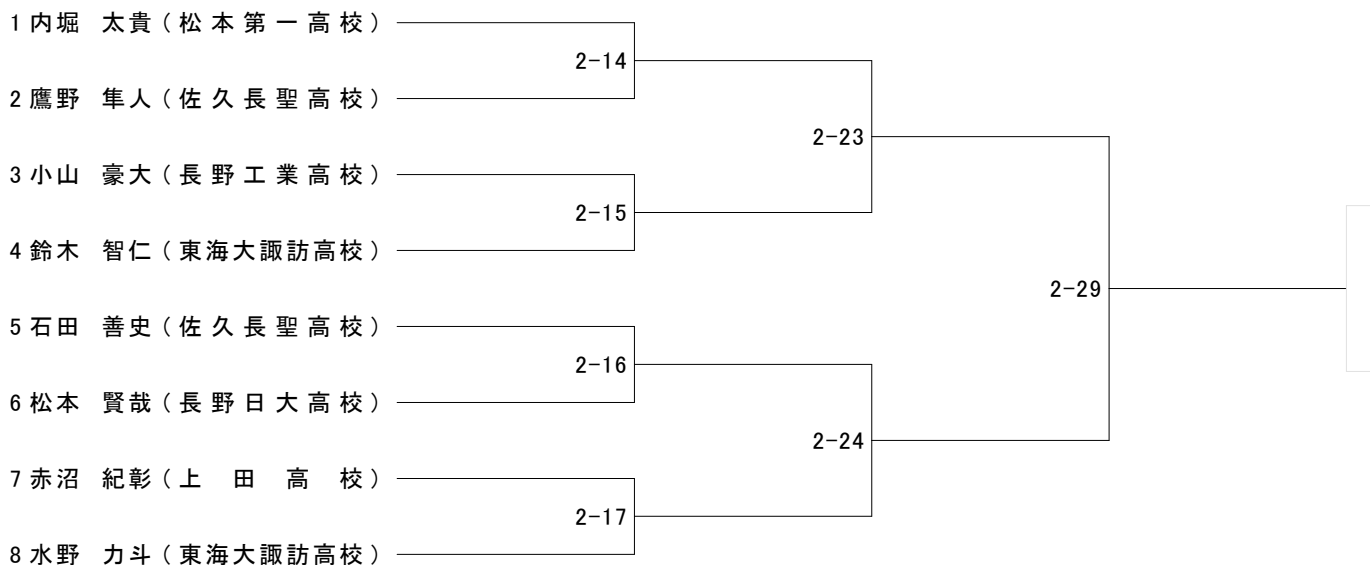 1 内堀 太貴（松本第一高校）
2-14
2 鷹野 隼人（佐久長聖高校）
2-23
3 小山 豪大（長野工業高校）
2-15
4 鈴木 智仁（東海大諏訪高校）
2-29
5 石田 善史（佐久長聖高校）
2-16
6 松本 賢哉（長野日大高校）
2-24
7 赤沼 紀彰（上田高校）
2-17
8 水野 力斗（東海大諏訪高校）